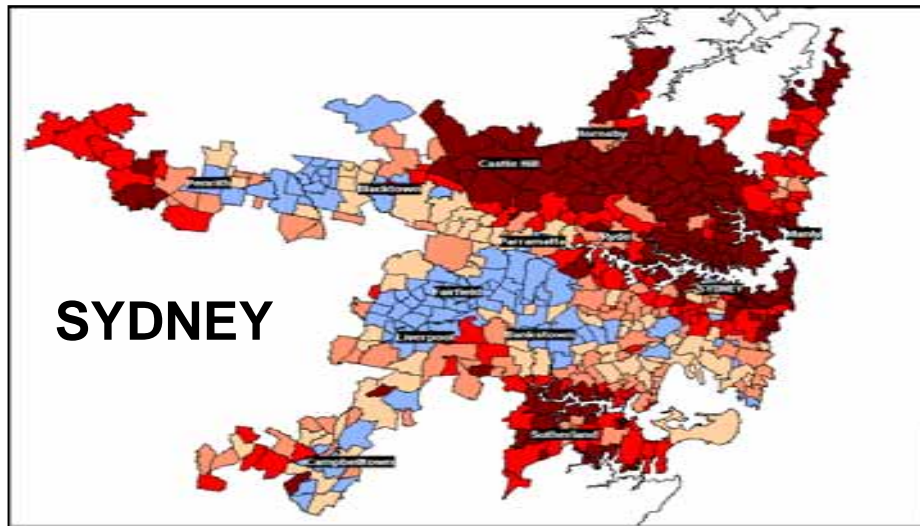 Hornsby
Castle Hill
Penrith
Blacktown
Manly
Ryde
Parramatta
SYDNEY
Fairfield
SYDNEY
Liverpool
Bankstown
Sutherland
Campbelltown